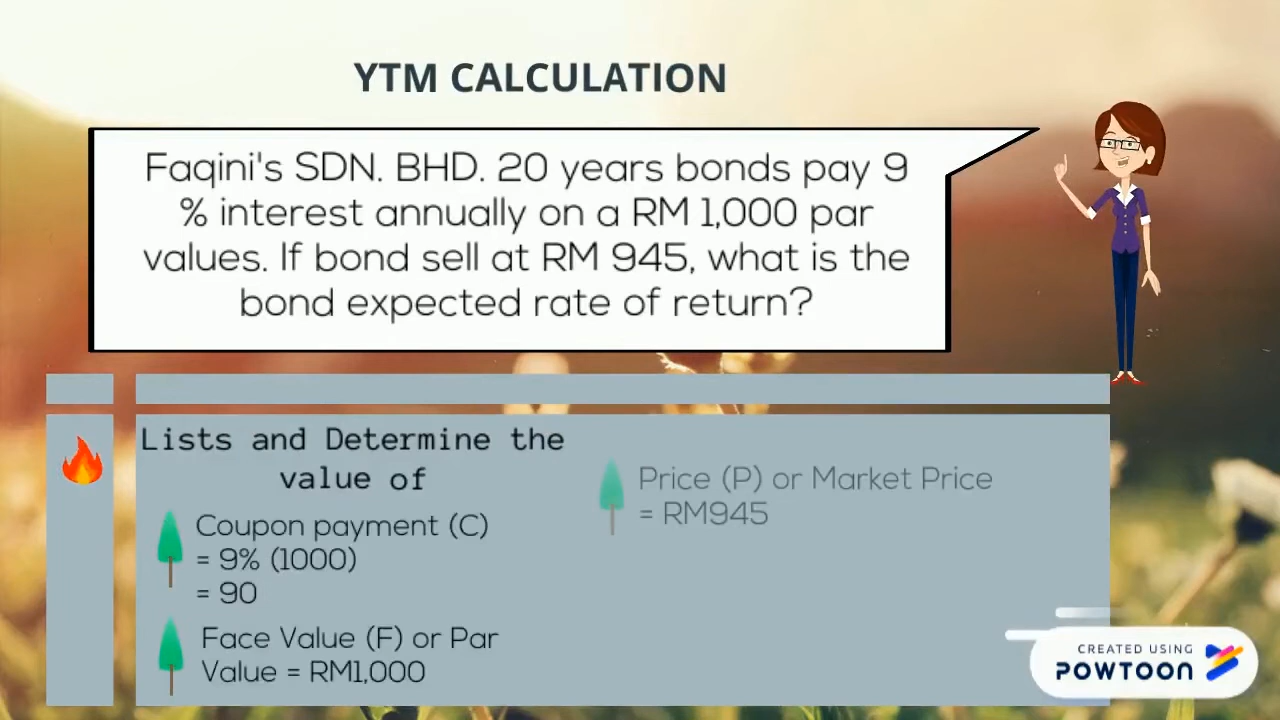 YTM CALCULATION
Faqini's SDN. BHD. 20 years bonds pay 9
% interest annually on a RM 1,000 par
values. If bond sell at RM 945, what is the
bond expected rate of return?
Lists and Determine the
value of
Coupon payment (C)
= 9% (1000)
= 90
Face Value (F) or Par
Value = RM1,000
Price (P) or Market Price
= RM945
CREATED USING
POWTOON